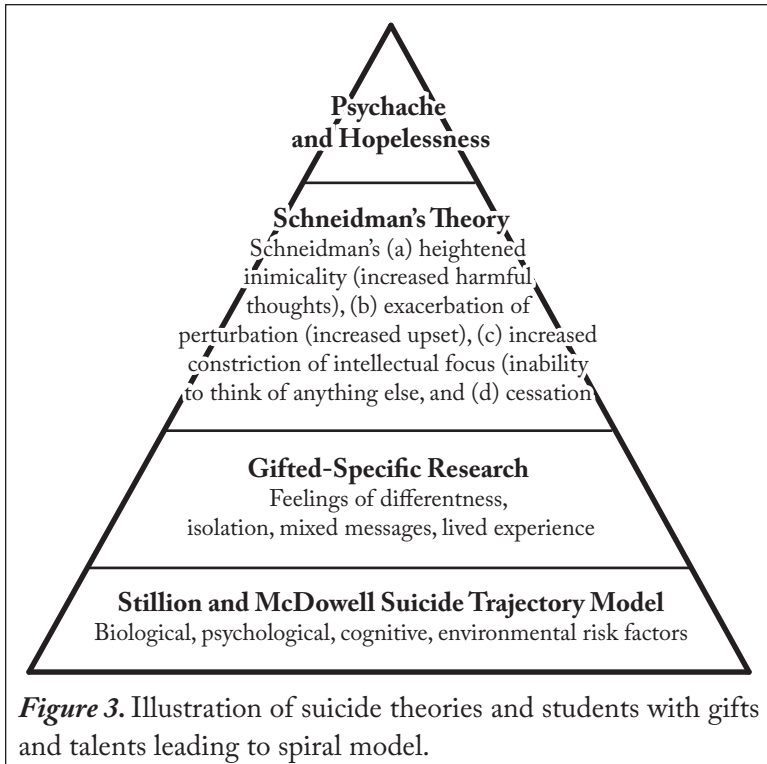 Psychache
and Hopelessness
Schneidman's Theory
Schneidman's (a) heightened
inimicality (increased harmful
thoughts), (b) exacerbation of
perturbation (increased upset), (c) increased
constriction of intellectual focus (inability
to think of anything else, and (d) cessation
Gifted-Specific Research
Feelings of differentness,
isolation, mixed messages, lived experience
Stillion and McDowell Suicide Trajectory Model
Biological, psychological, cognitive, environmental risk factors
Figure 3. Illustration of suicide theories and students with gifts
and talents leading to spiral model.